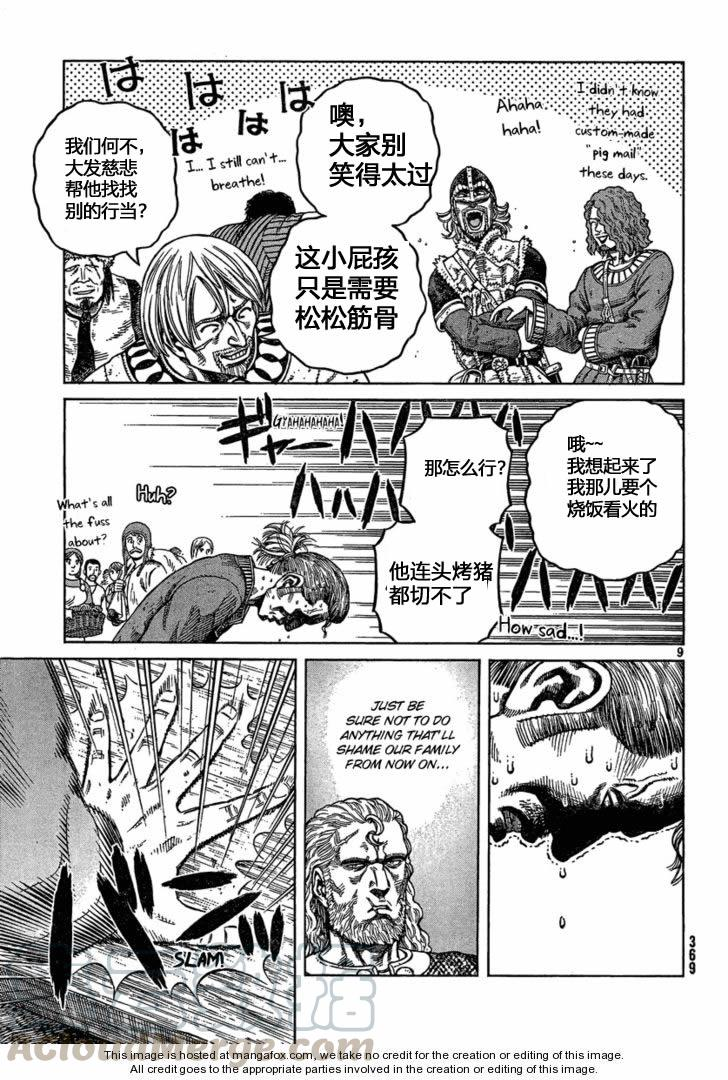 I didn't know
they had
custom-made
"pig mail"
these days.
Ahaha
haha!
は
は
は
は
は
噢，
大家别
笑得太过
这小屁孩
只是需要
松松筋骨
I... I still can't...
breathe!
我们何不，
大发慈悲
帮他找找
别的行当？
哦~~
我想起来了
我那儿要个
烧饭看火的
那怎么行？
他连头烤猪
都切不了
How sad...!
GYAHAHAHAHA!
ギャ
ハハハハ
Huh?
What's all
the fuss
about?
9
JUST BE
SURE NOT TO DO
ANYTHING THAT'LL
SHAME OUR FAMILY
FROM NOW ON...
SLAM!
369
AcloudMerge.com
This image is hosted at mangafox.com, we take no credit for the creation or editing of this image.
All credit goes to the appropriate parties involved in the creation or editing of this image.